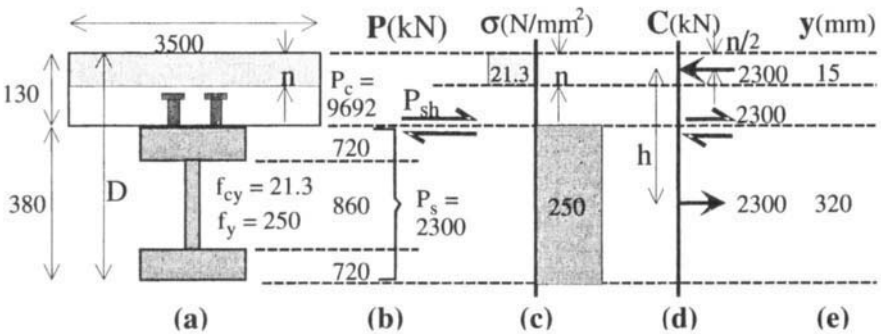 P(kN) σ(N/mm²) C(kN) y(mm)
3500 n/2
130 n P_c = 9692 21.3 n 2300 15
P_sh 2300
720
380 D f_cy = 21.3 860 P_s = 2300 250 h 2300 320
f_y = 250
720
(a) (b) (c) (d) (e)